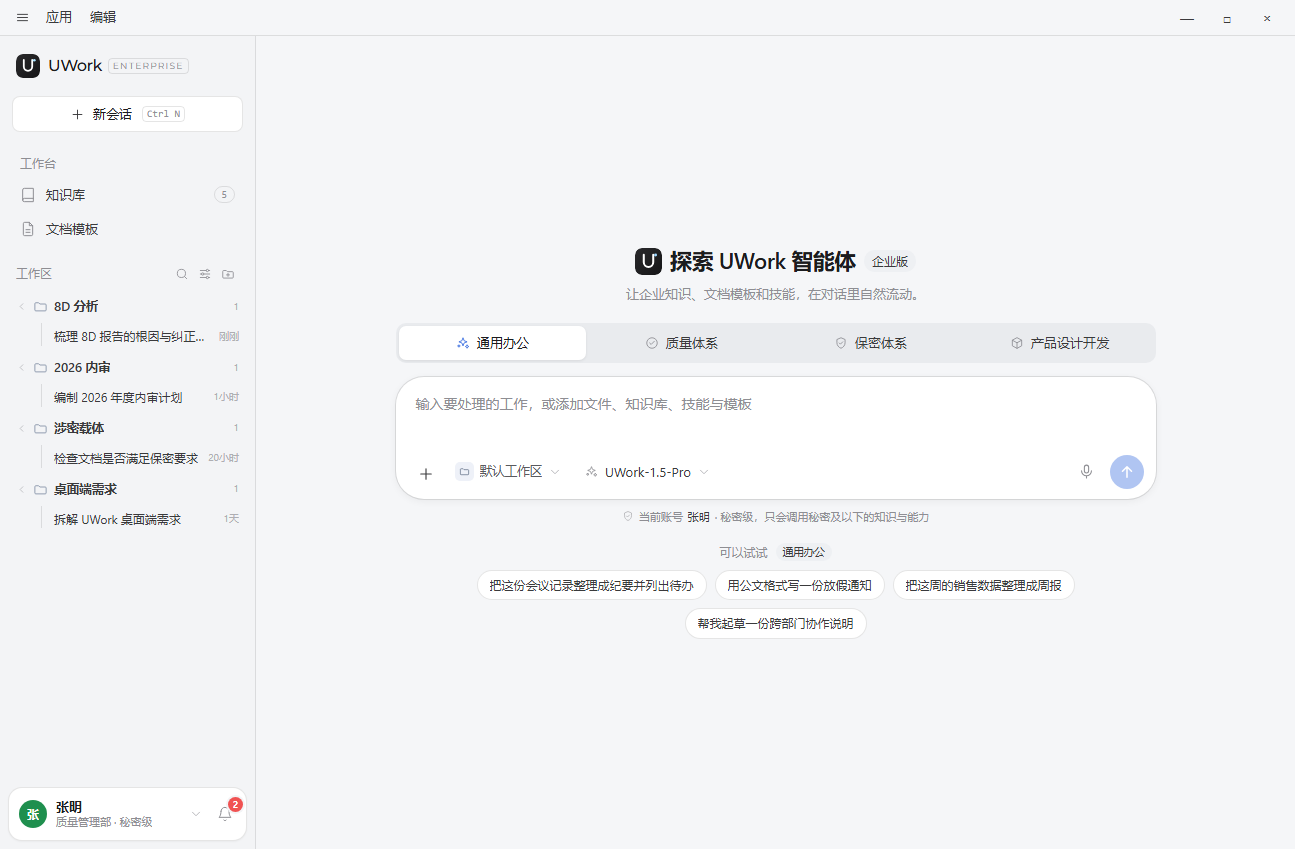 应用 编辑
UWork ENTERPRISE
新会话 Ctrl N
工作台
知识库 5
文档模板
工作区
8D 分析 1
梳理 8D 报告的根因与纠正... 刚刚
2026 内审 1
编制 2026 年度内审计划 1小时
涉密载体 1
检查文档是否满足保密要求 20小时
桌面端需求 1
拆解 UWork 桌面端需求 1天
张
张明
质量管理部 · 秘密级
2
探索 UWork 智能体 企业版
让企业知识、文档模板和技能，在对话里自然流动。
通用办公 质量体系 保密体系 产品设计开发
输入要处理的工作，或添加文件、知识库、技能与模板
默认工作区 UWork-1.5-Pro
当前账号 张明 · 秘密级，只会调用秘密及以下的知识与能力
可以试试 通用办公
把这份会议记录整理成纪要并列出待办 用公文格式写一份放假通知 把这周的销售数据整理成周报
帮我起草一份跨部门协作说明